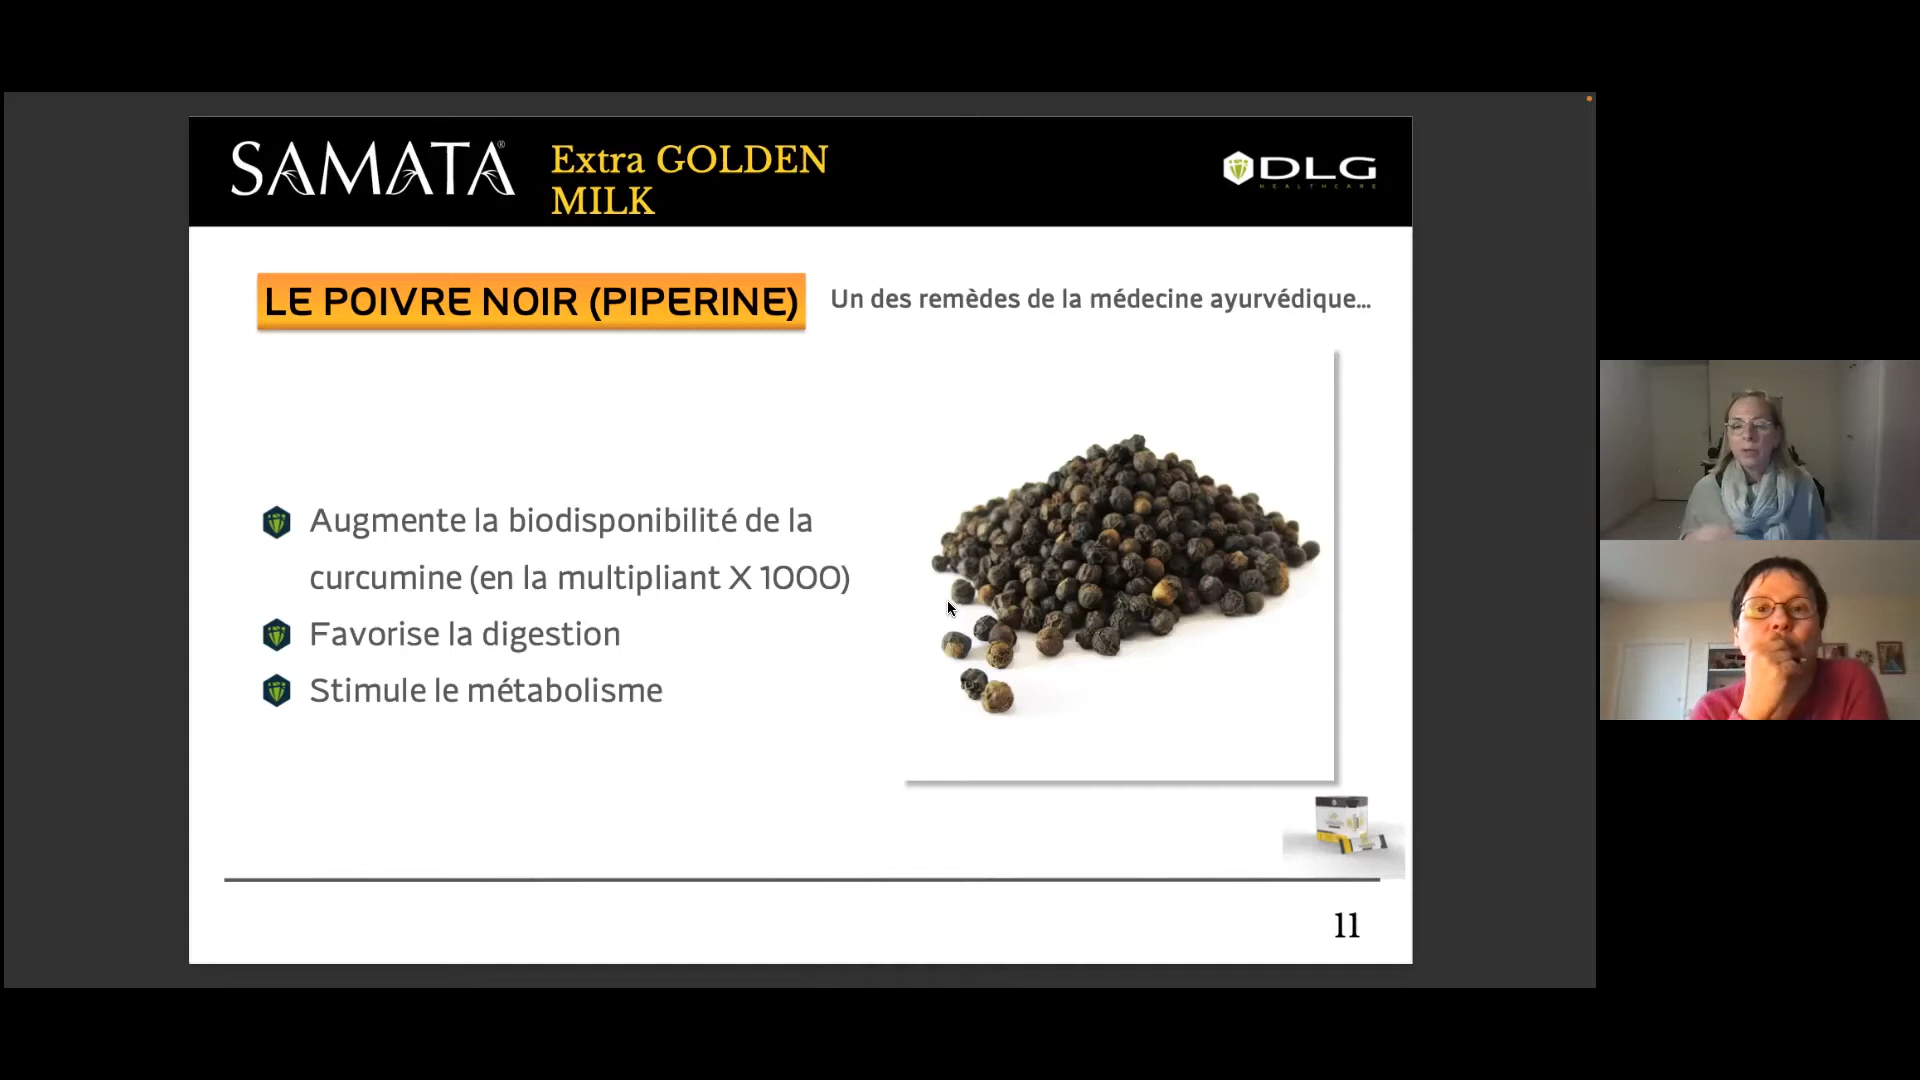 SAMATA®
Extra GOLDEN
MILK
DLG
HEALTHCARE
LE POIVRE NOIR (PIPERINE)
Un des remèdes de la médecine ayurvédique...
Augmente la biodisponibilité de la
curcumine (en la multipliant X 1000)
Favorise la digestion
Stimule le métabolisme
11